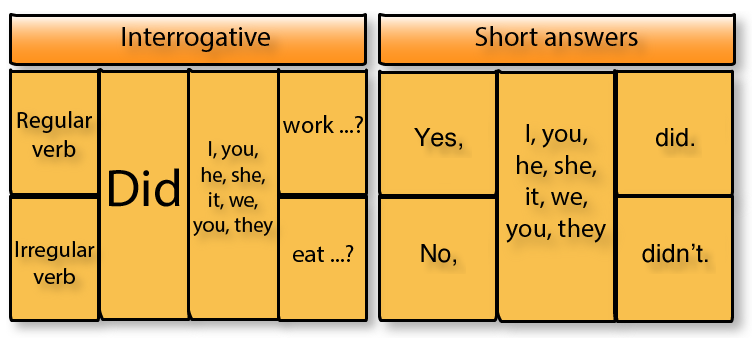 Interrogative
Regular
verb
Irregular
verb
Did
I, you,
he, she,
it, we,
you, they
work ...?
eat ...?
Short answers
Yes,
No,
I, you,
he, she,
it, we,
you, they
did.
didn't.